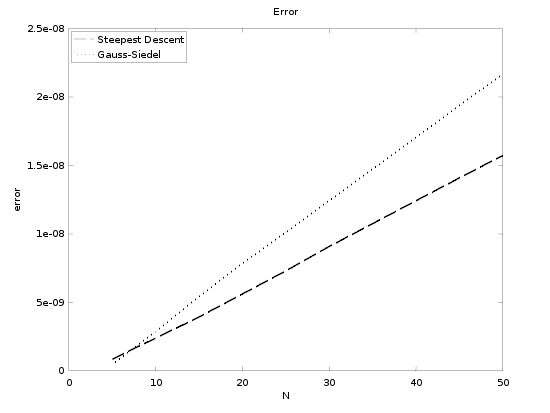 Error
2.5e-08
Steepest Descent
Gauss-Siedel
2e-08
1.5e-08
error
1e-08
5e-09
0
0 10 20 30 40 50
N